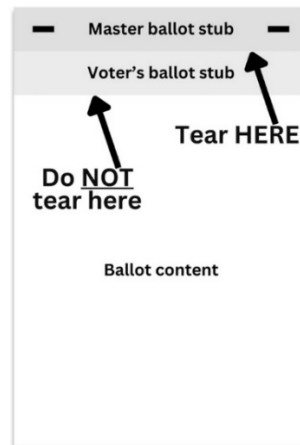 Master ballot stub
Voter's ballot stub
Tear HERE
Do NOT
tear here
Ballot content